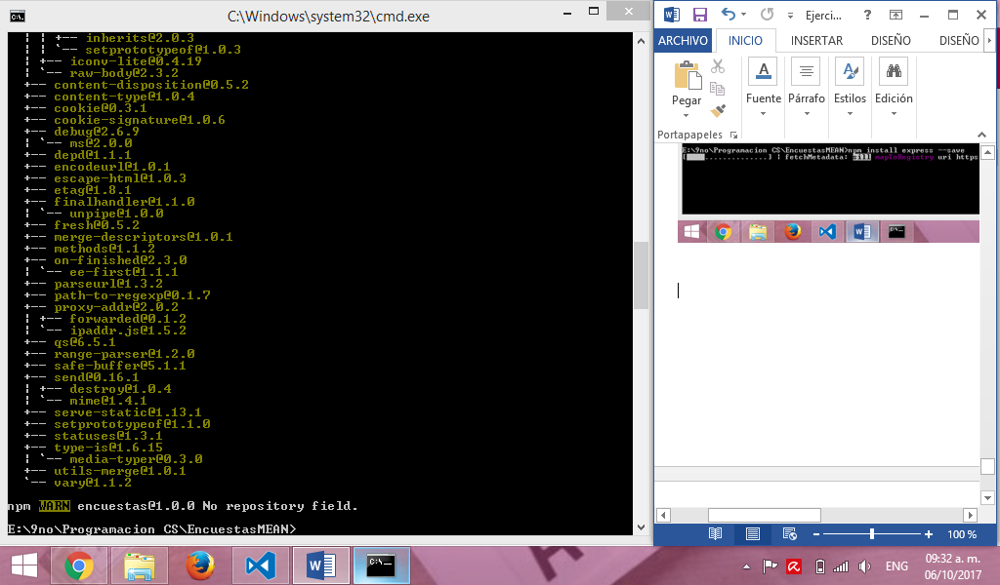 C:\Windows\system32\cmd.exe
| | +-- inherits@2.0.3
| | `-- setprototypeof@1.0.3
| +-- iconv-lite@0.4.19
| `-- raw-body@2.3.2
+-- content-disposition@0.5.2
+-- content-type@1.0.4
+-- cookie@0.3.1
+-- cookie-signature@1.0.6
+-- debug@2.6.9
| `-- ms@2.0.0
+-- depd@1.1.1
+-- encodeurl@1.0.1
+-- escape-html@1.0.3
+-- etag@1.8.1
+-- finalhandler@1.1.0
| `-- unpipe@1.0.0
+-- fresh@0.5.2
+-- merge-descriptors@1.0.1
+-- methods@1.1.2
+-- on-finished@2.3.0
| `-- ee-first@1.1.1
+-- parseurl@1.3.2
+-- path-to-regexp@0.1.7
+-- proxy-addr@2.0.2
| +-- forwarded@0.1.2
| `-- ipaddr.js@1.5.2
+-- qs@6.5.1
+-- range-parser@1.2.0
+-- safe-buffer@5.1.1
+-- send@0.16.1
| +-- destroy@1.0.4
| `-- mime@1.4.1
+-- serve-static@1.13.1
+-- setprototypeof@1.1.0
+-- statuses@1.3.1
+-- type-is@1.6.15
| `-- media-typer@0.3.0
+-- utils-merge@1.0.1
`-- vary@1.1.2
npm WARN encuestas@1.0.0 No repository field.
E:\9no\Programacion CS\EncuestasMEAN>
Ejerci...
ARCHIVO INICIO INSERTAR DISEÑO DISEÑO
Pegar Fuente Párrafo Estilos Edición
Portapapeles
E:\9no\Programacion CS\EncuestasMEAN>npm install express --save
[ ..............] | fetchMetadata: sill mapToRegistry uri https
100 %
ENG
09:32 a. m.
06/10/2017